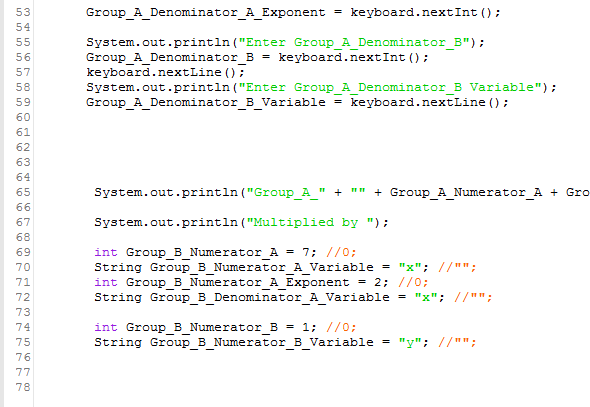 53 Group_A_Denominator_A_Exponent = keyboard.nextInt();
54
55 System.out.println("Enter Group_A_Denominator_B");
56 Group_A_Denominator_B = keyboard.nextInt();
57 keyboard.nextLine();
58 System.out.println("Enter Group_A_Denominator_B Variable");
59 Group_A_Denominator_B_Variable = keyboard.nextLine();
60
61
62
63
64
65 System.out.println("Group_A_" + "" + Group_A_Numerator_A + Gro
66
67 System.out.println("Multiplied by ");
68
69 int Group_B_Numerator_A = 7; //0;
70 String Group_B_Numerator_A_Variable = "x"; //"";
71 int Group_B_Numerator_A_Exponent = 2; //0;
72 String Group_B_Denominator_A_Variable = "x"; //"";
73
74 int Group_B_Numerator_B = 1; //0;
75 String Group_B_Numerator_B_Variable = "y"; //"";
76
77
78